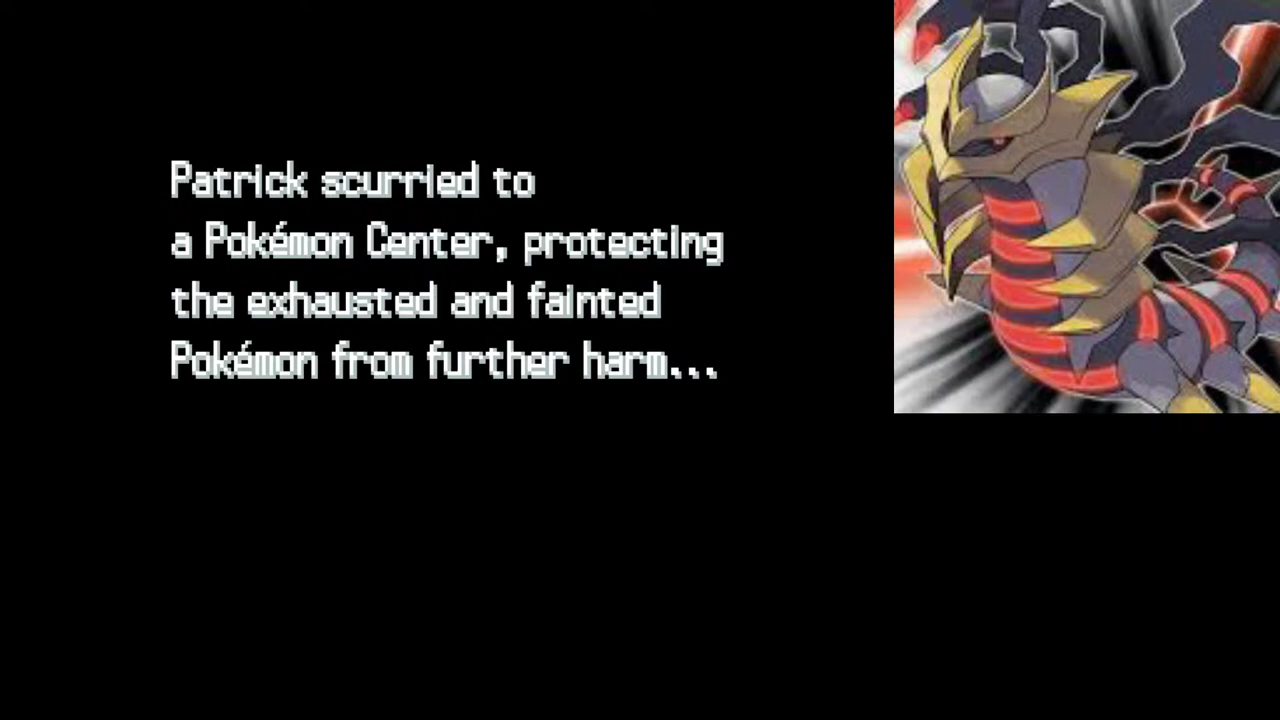 Patrick scurried to
a Pokémon Center, protecting
the exhausted and fainted
Pokémon from further harm...